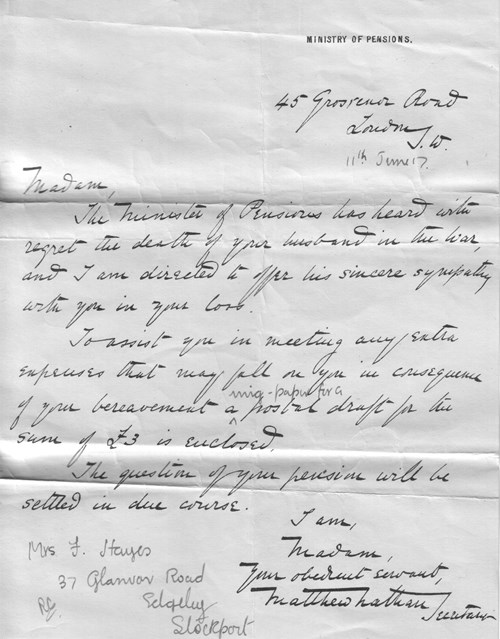 MINISTRY OF PENSIONS.
45 Grosvenor Road
London
S.W.
11th June 17.
Madam,
The Minister of Pensions has heard with
regret the death of your husband in the War,
and I am directed to offer his sincere sympathy
with you in your loss.
To assist you in meeting any extra
expenses that may fall on you in consequence
ring-paper for a
of your bereavement a postal draft for the
sum of £3 is enclosed.
The question of your pension will be
settled in due course.
I am,
Madam,
Your obedient servant,
Matthew Nathan
Secretary
Mrs F. Hayes
37 Glanvor Road
Edgeley
Stockport